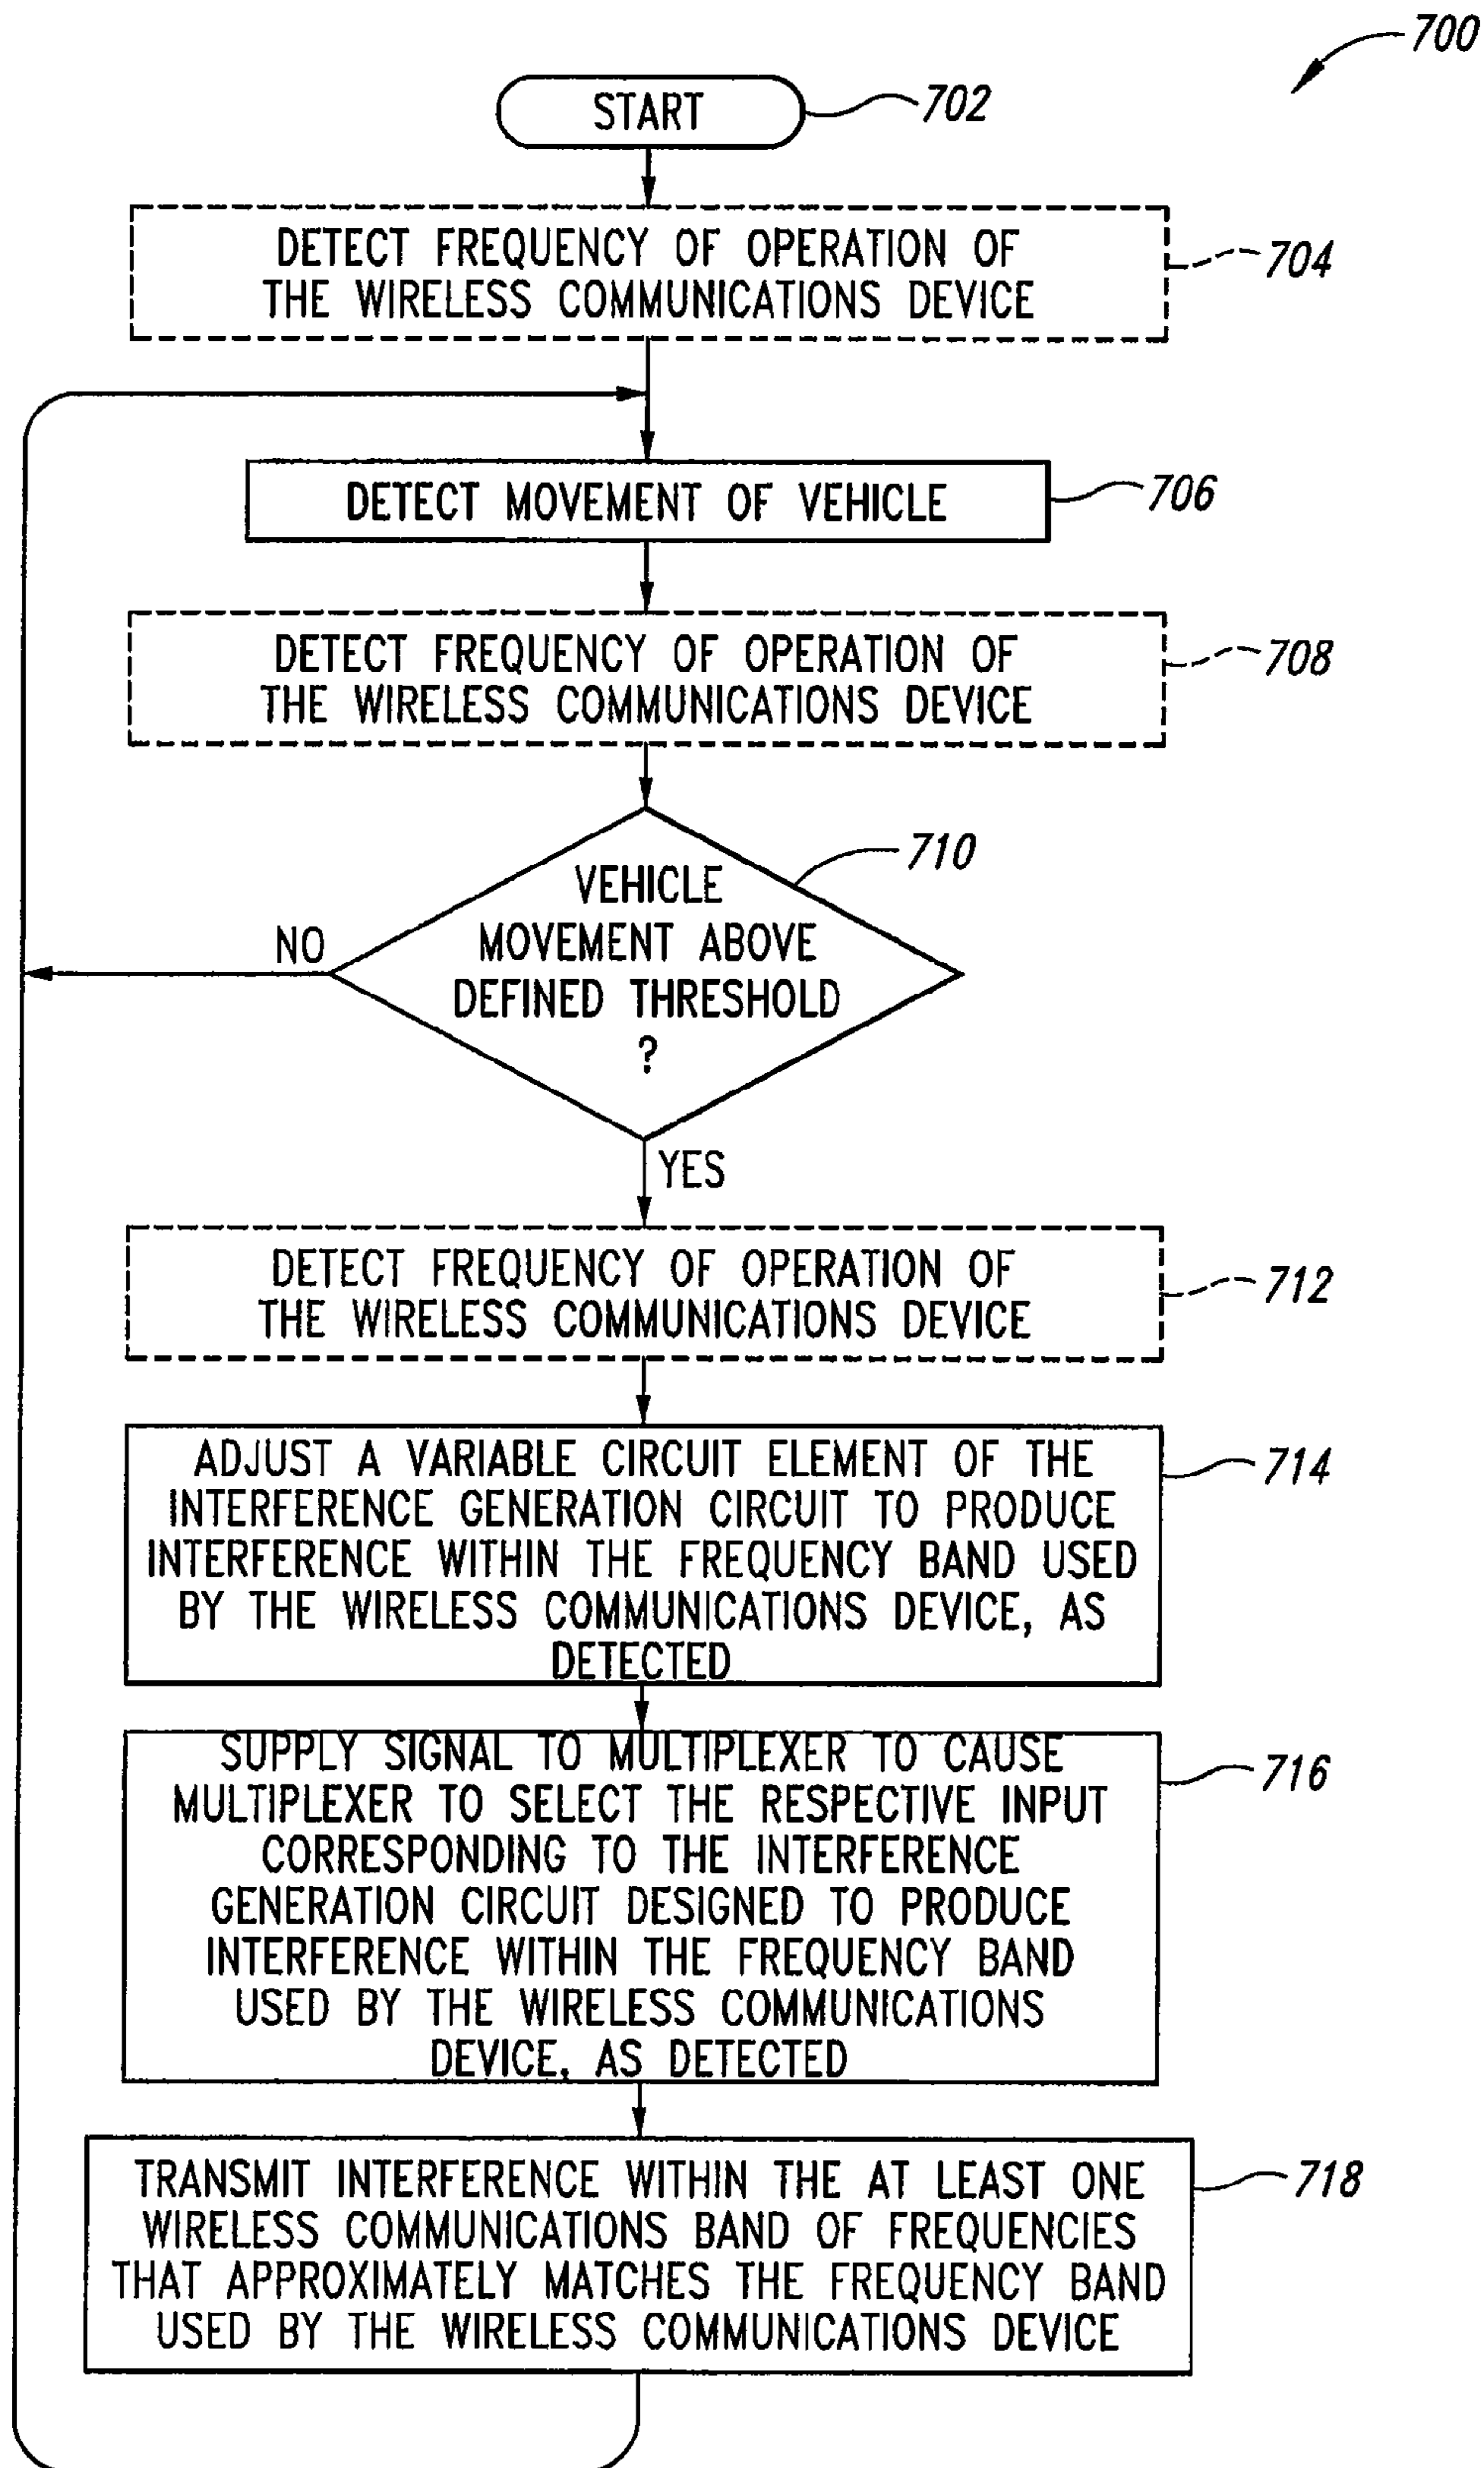 700
START
702
DETECT FREQUENCY OF OPERATION OF
THE WIRELESS COMMUNICATIONS DEVICE
704
DETECT MOVEMENT OF VEHICLE
706
DETECT FREQUENCY OF OPERATION OF
THE WIRELESS COMMUNICATIONS DEVICE
708
710
VEHICLE
MOVEMENT ABOVE
DEFINED THRESHOLD
?
NO
YES
DETECT FREQUENCY OF OPERATION OF
THE WIRELESS COMMUNICATIONS DEVICE
712
ADJUST A VARIABLE CIRCUIT ELEMENT OF THE
INTERFERENCE GENERATION CIRCUIT TO PRODUCE
INTERFERENCE WITHIN THE FREQUENCY BAND USED
BY THE WIRELESS COMMUNICATIONS DEVICE, AS
DETECTED
714
SUPPLY SIGNAL TO MULTIPLEXER TO CAUSE
MULTIPLEXER TO SELECT THE RESPECTIVE INPUT
CORRESPONDING TO THE INTERFERENCE
GENERATION CIRCUIT DESIGNED TO PRODUCE
INTERFERENCE WITHIN THE FREQUENCY BAND
USED BY THE WIRELESS COMMUNICATIONS
DEVICE, AS DETECTED
716
TRANSMIT INTERFERENCE WITHIN THE AT LEAST ONE
WIRELESS COMMUNICATIONS BAND OF FREQUENCIES
THAT APPROXIMATELY MATCHES THE FREQUENCY BAND
USED BY THE WIRELESS COMMUNICATIONS DEVICE
718